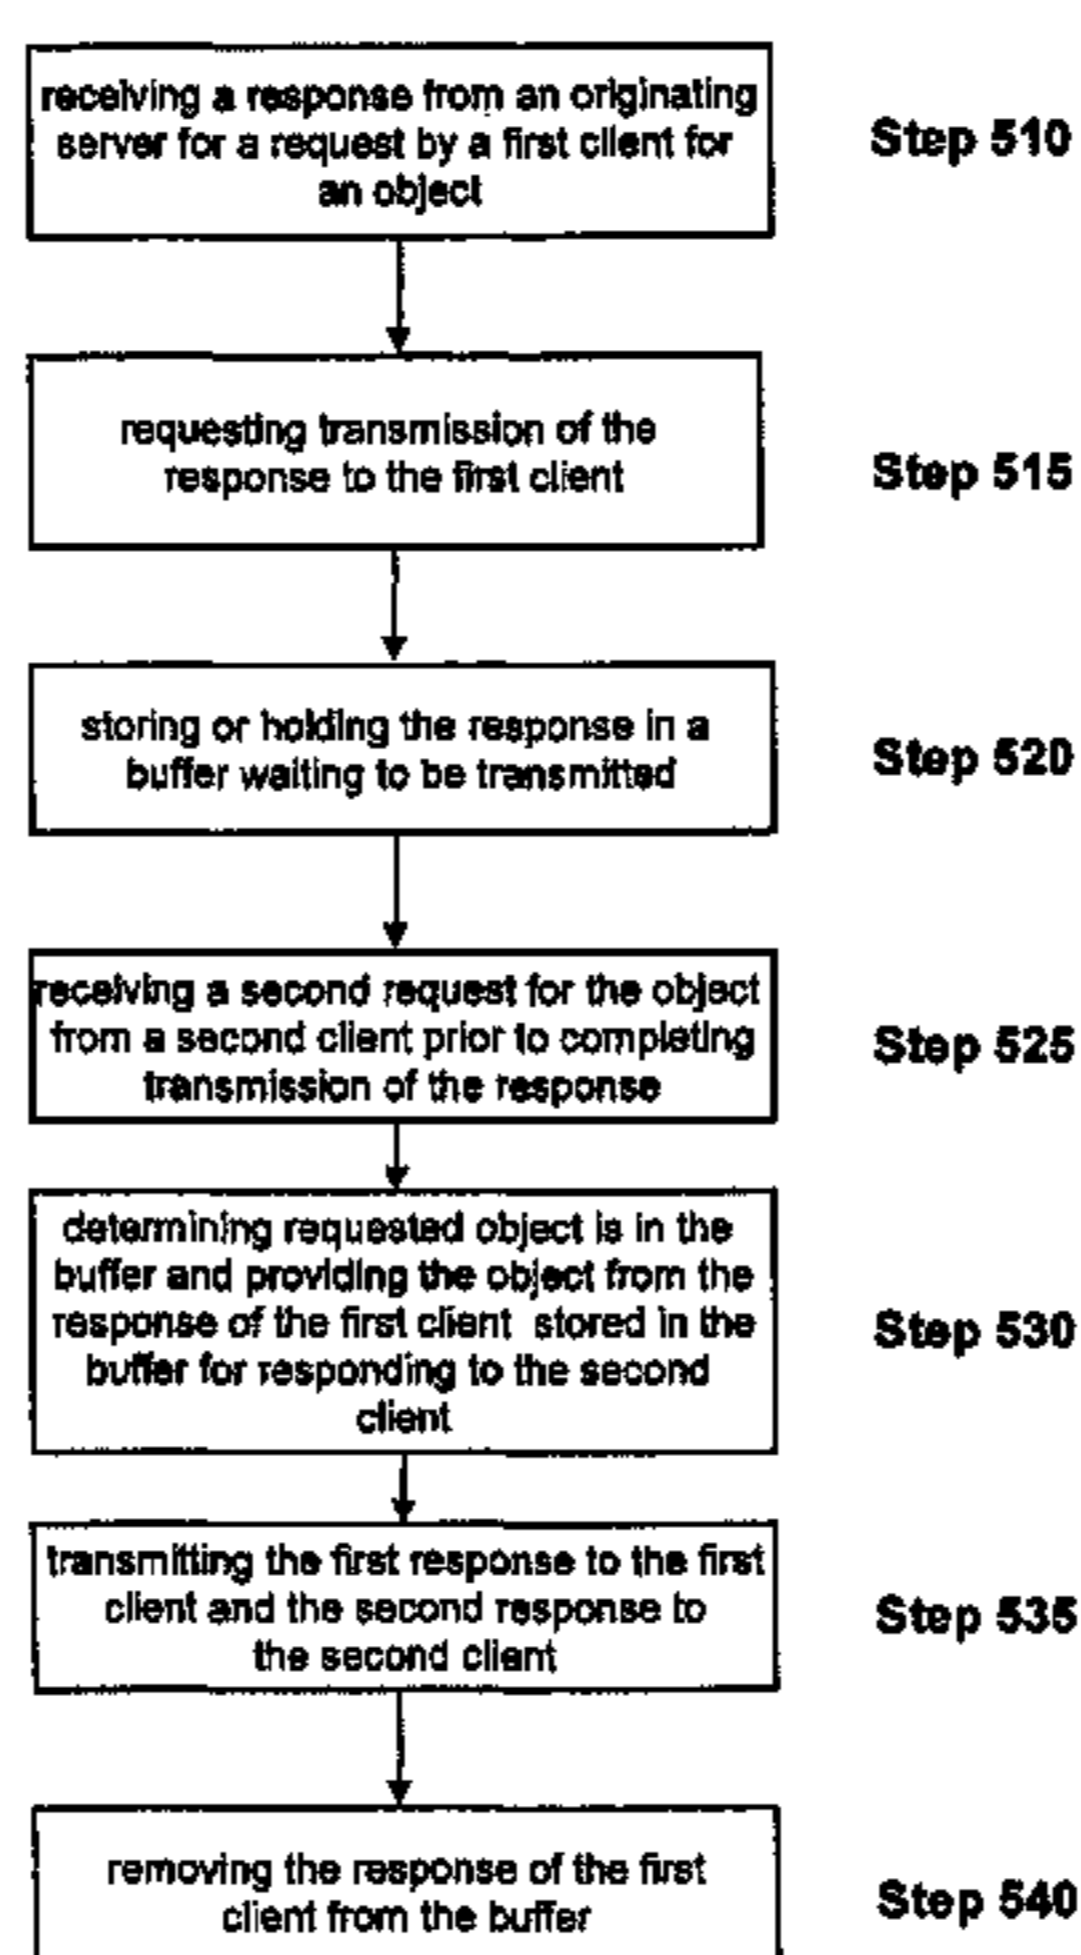 receiving a response from an originating
server for a request by a first client for
an object
Step 510
requesting transmission of the
response to the first client
Step 515
storing or holding the response in a
buffer waiting to be transmitted
Step 520
receiving a second request for the object
from a second client prior to completing
transmission of the response
Step 525
determining requested object is in the
buffer and providing the object from the
response of the first client stored in the
buffer for responding to the second
client
Step 530
transmitting the first response to the first
client and the second response to
the second client
Step 535
removing the response of the first
client from the buffer
Step 540